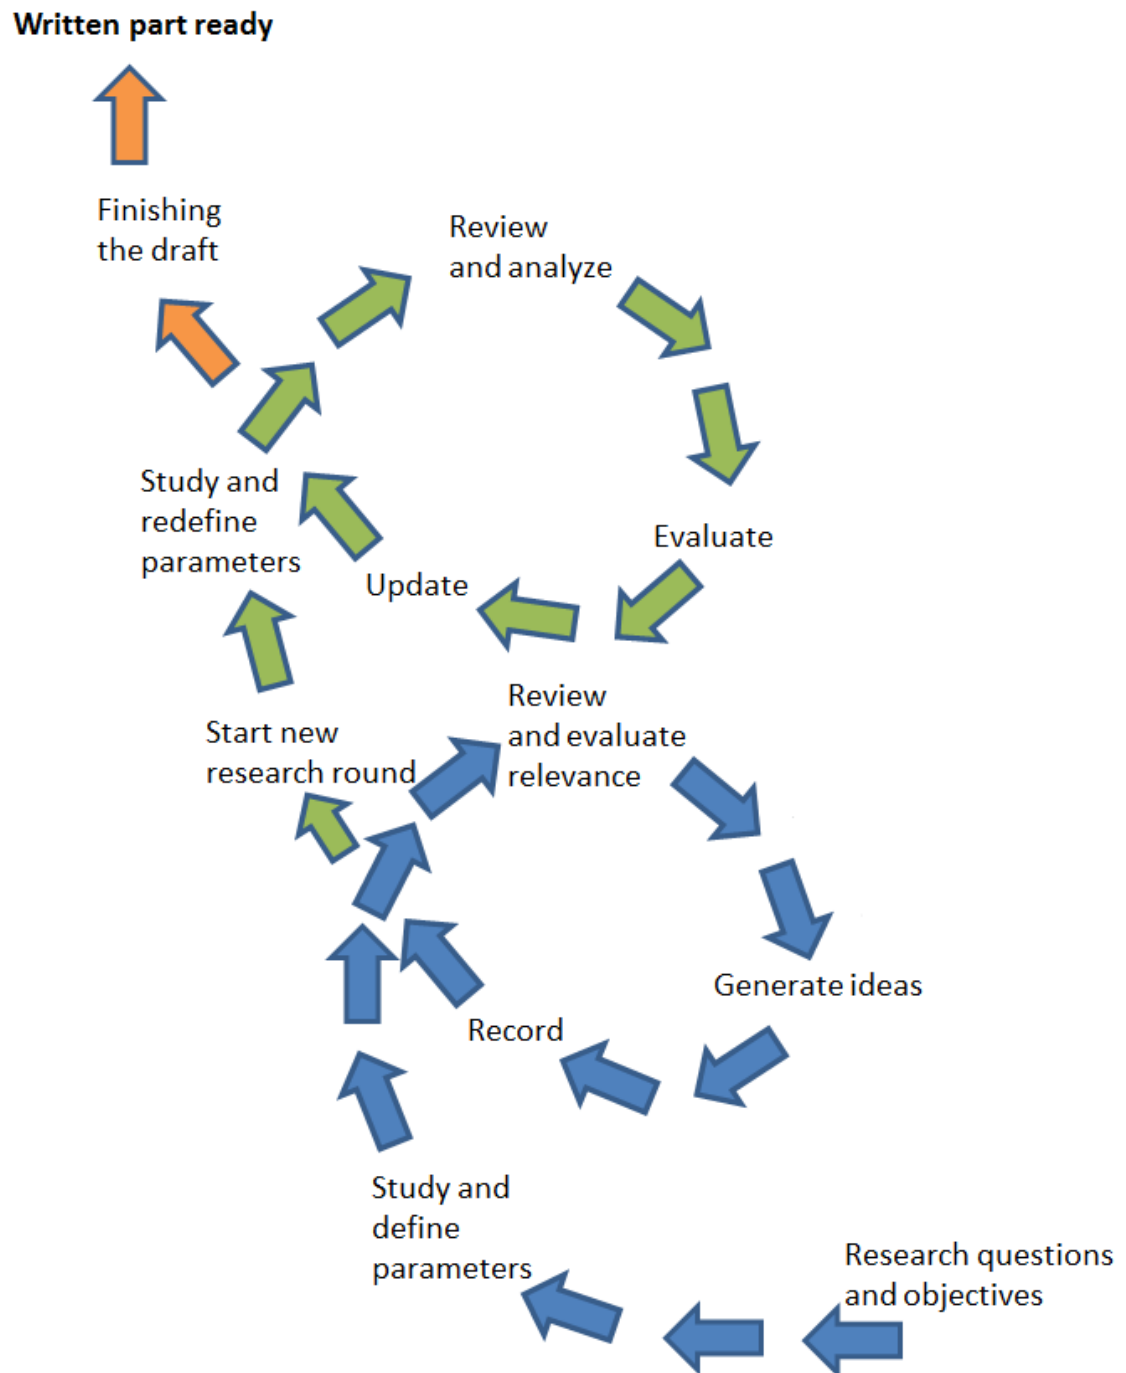 Written part ready
Finishing
the draft
Review
and analyze
Study and
redefine
parameters
Evaluate
Update
Start new
research round
Review
and evaluate
relevance
Generate ideas
Record
Study and
define
parameters
Research questions
and objectives